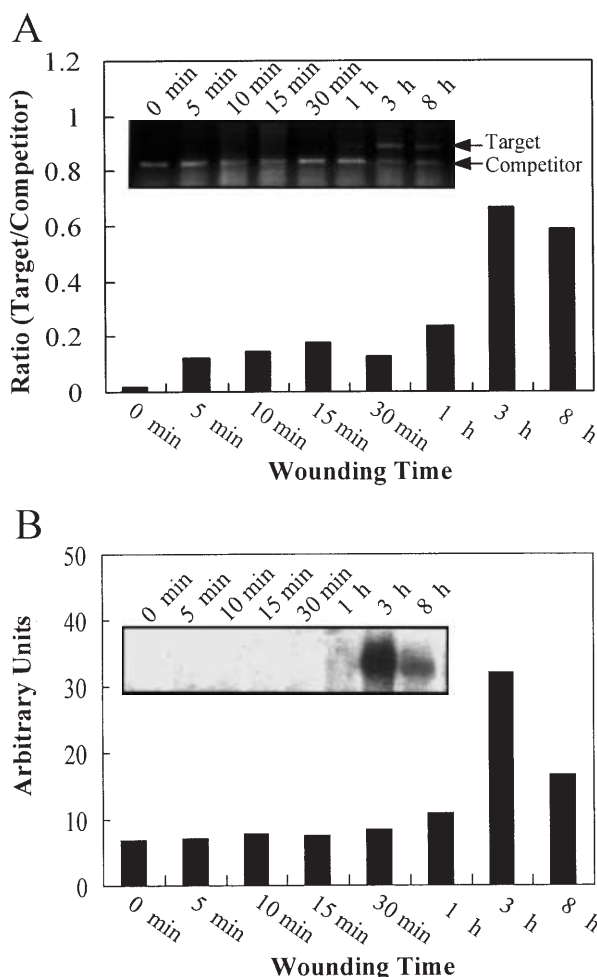 A
1.2
1
0.8
0.6
0.4
0.2
0
Ratio (Target/Competitor)
0 min 5 min 10 min 15 min 30 min 1 h 3 h 8 h
Target
Competitor
0 min 5 min 10 min 15 min 30 min 1 h 3 h 8 h
Wounding Time
B
50
40
30
20
10
0
Arbitrary Units
0 min 5 min 10 min 15 min 30 min 1 h 3 h 8 h
0 min 5 min 10 min 15 min 30 min 1 h 3 h 8 h
Wounding Time